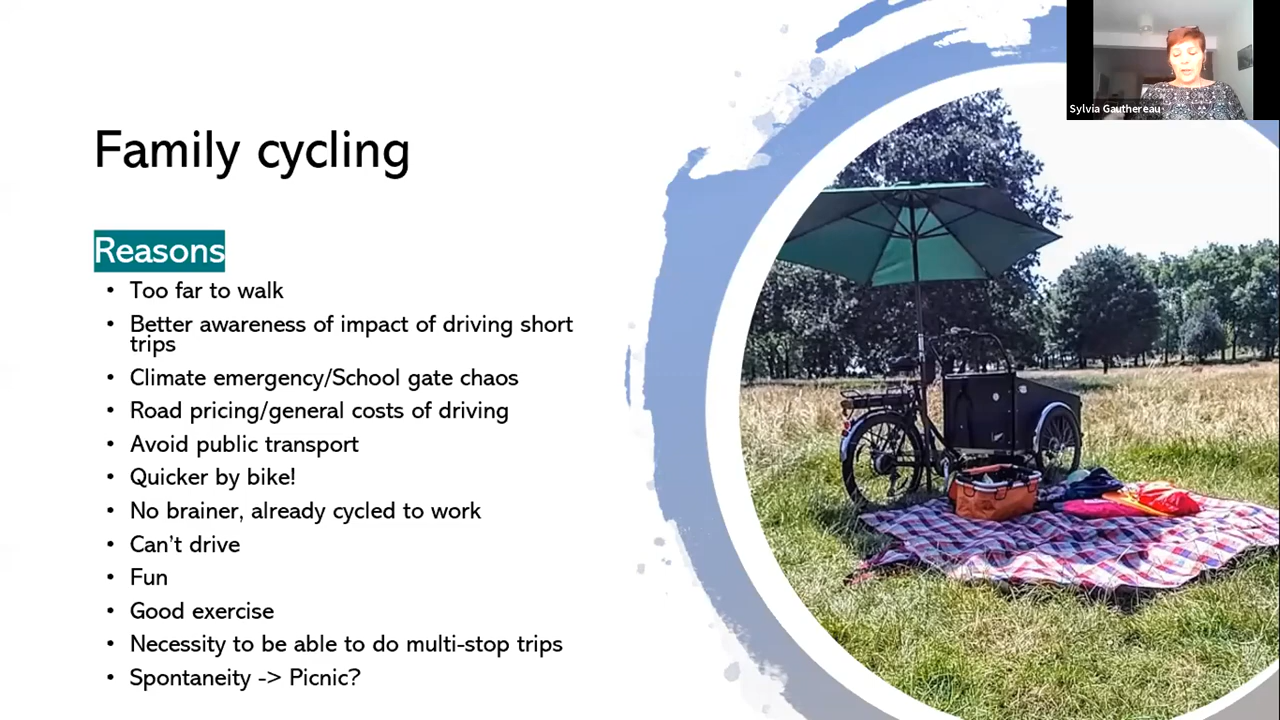 Sylvia Gauthereau
Family cycling
Reasons
• Too far to walk
• Better awareness of impact of driving short
trips
• Climate emergency/School gate chaos
• Road pricing/general costs of driving
• Avoid public transport
• Quicker by bike!
• No brainer, already cycled to work
• Can’t drive
• Fun
• Good exercise
• Necessity to be able to do multi-stop trips
• Spontaneity -> Picnic?